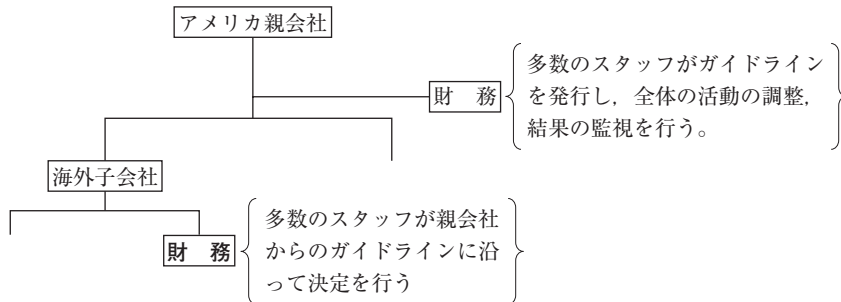 アメリカ親会社
財　務
多数のスタッフがガイドライン
を発行し，全体の活動の調整，
結果の監視を行う。
海外子会社
財　務
多数のスタッフが親会社
からのガイドラインに沿
って決定を行う